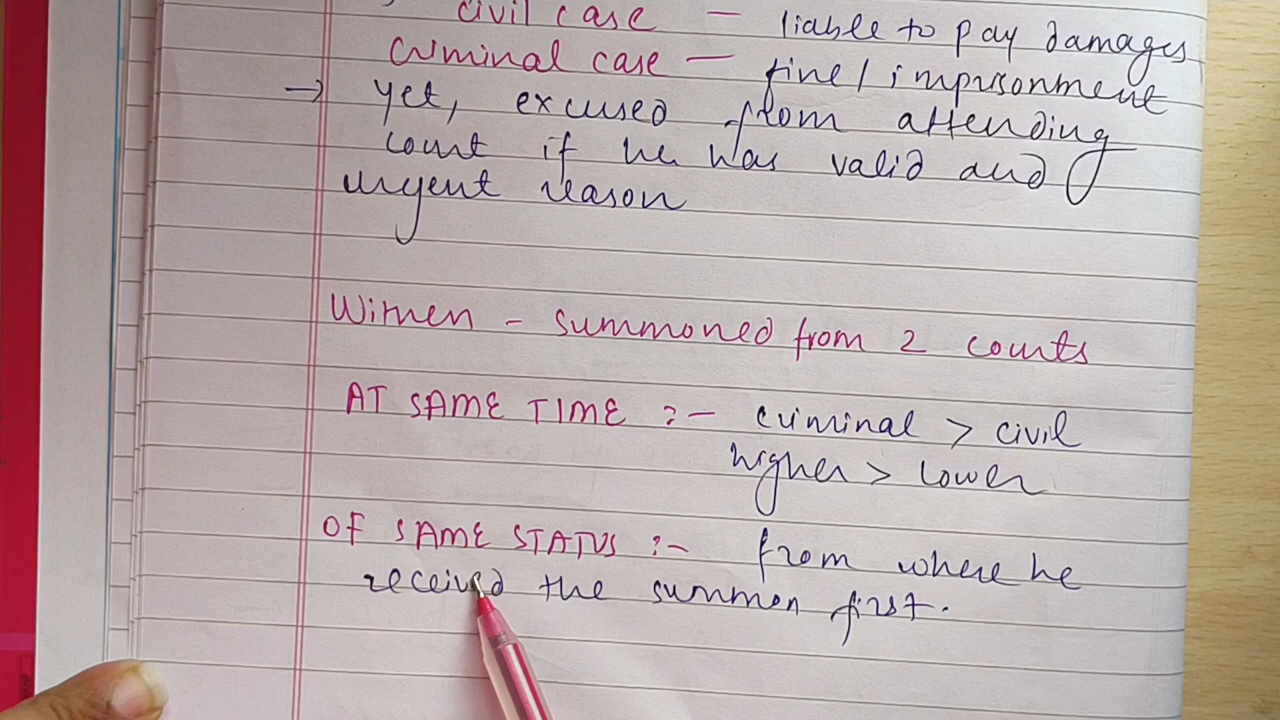 civil case – liable to pay damages
criminal case – fine/imprisonment
→ yet, excused from attending
court if he was valid and
urgent reason
Witnen – summoned from 2 courts
AT SAME TIME :- criminal > civil
higher > lower
OF SAME STATUS :- from where he
received the summon first.